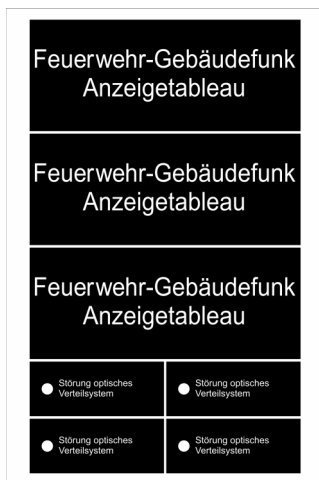 Feuerwehr-Gebäudefunk
Anzeigetableau
Feuerwehr-Gebäudefunk
Anzeigetableau
Feuerwehr-Gebäudefunk
Anzeigetableau
Störung optisches
Verteilsystem
Störung optisches
Verteilsystem
Störung optisches
Verteilsystem
Störung optisches
Verteilsystem